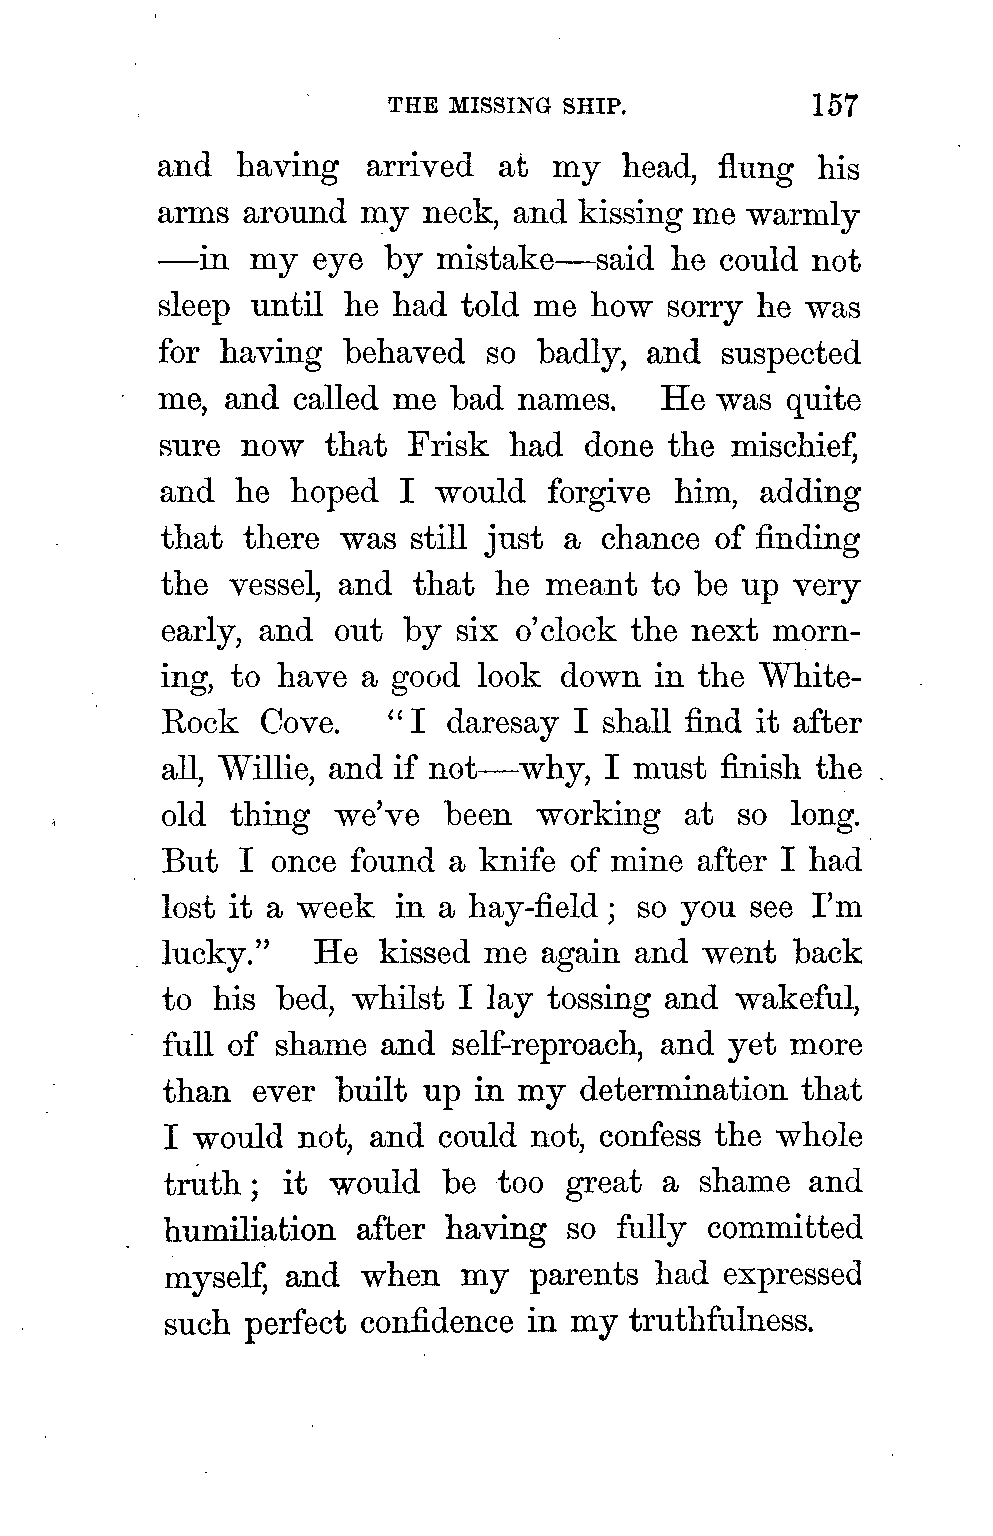 THE MISSING SHIP. 157
and having arrived at my head, flung his
arms around my neck, and kissing me warmly
—in my eye by mistake—said he could not
sleep until he had told me how sorry he was
for having behaved so badly, and suspected
me, and called me bad names. He was quite
sure now that Frisk had done the mischief,
and he hoped I would forgive him, adding
that there was still just a chance of finding
the vessel, and that he meant to be up very
early, and out by six o'clock the next morn-
ing, to have a good look down in the White-
Rock Cove. "I daresay I shall find it after
all, Willie, and if not—why, I must finish the
old thing we've been working at so long.
But I once found a knife of mine after I had
lost it a week in a hay-field; so you see I'm
lucky." He kissed me again and went back
to his bed, whilst I lay tossing and wakeful,
full of shame and self-reproach, and yet more
than ever built up in my determination that
I would not, and could not, confess the whole
truth; it would be too great a shame and
humiliation after having so fully committed
myself, and when my parents had expressed
such perfect confidence in my truthfulness.